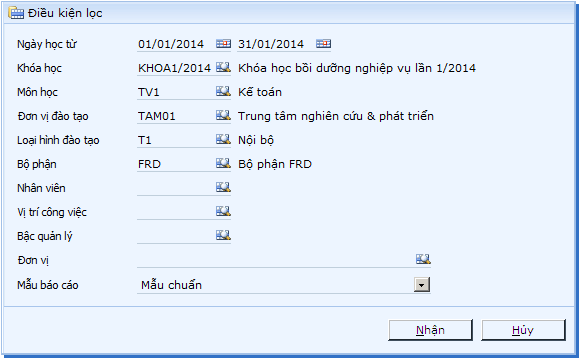 Điều kiện lọc
Ngày học từ 01/01/2014 31/01/2014
Khóa học KHOA1/2014 Khóa học bồi dưỡng nghiệp vụ lần 1/2014
Môn học TV1 Kế toán
Đơn vị đào tạo TAM01 Trung tâm nghiên cứu & phát triển
Loại hình đào tạo T1 Nội bộ
Bộ phận FRD Bộ phận FRD
Nhân viên
Vị trí công việc
Bậc quản lý
Đơn vị
Mẫu báo cáo Mẫu chuẩn
Nhận Hủy